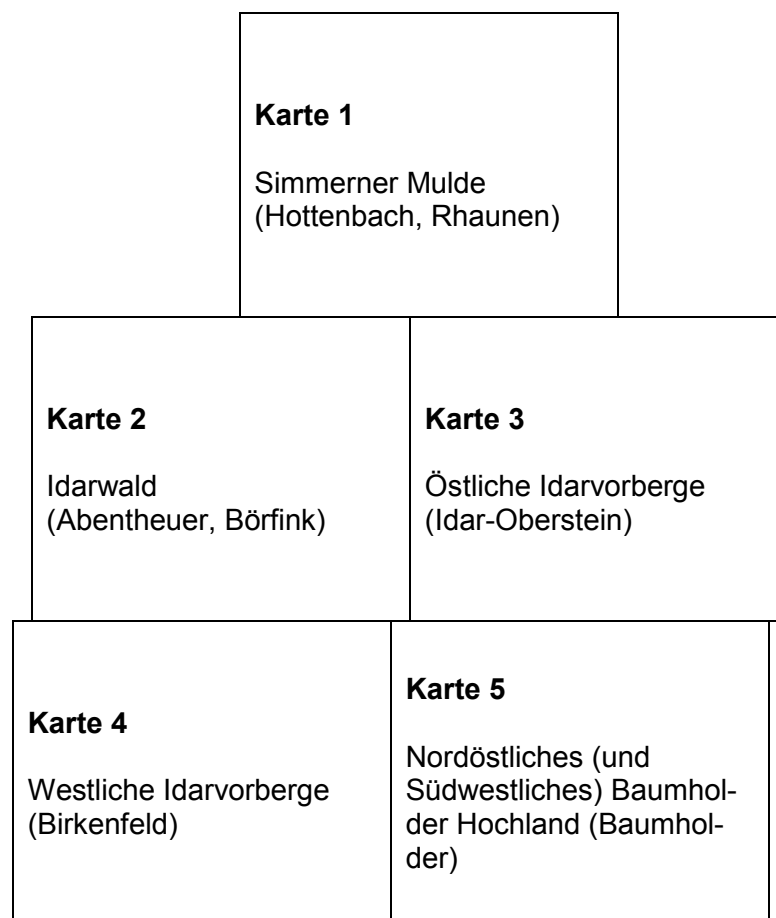 Karte 1
Simmerner Mulde
(Hottenbach, Rhaunen)
Karte 2
Idarwald
(Abentheuer, Börfink)
Karte 3
Östliche Idarvorberge
(Idar-Oberstein)
Karte 4
Westliche Idarvorberge
(Birkenfeld)
Karte 5
Nordöstliches (und
Südwestliches) Baumhol-
der Hochland (Baumhol-
der)